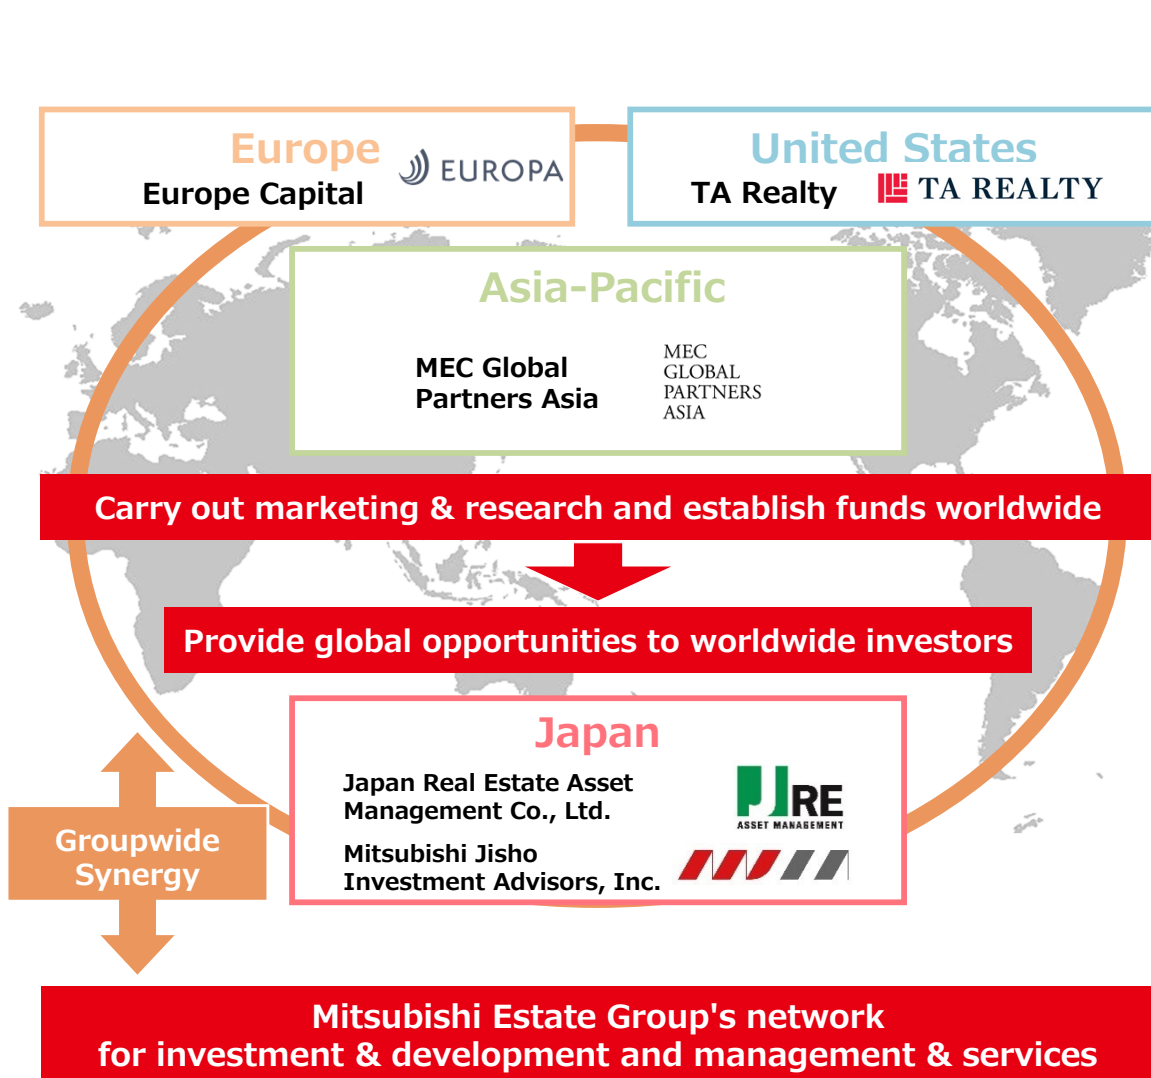 Europe
Europe Capital
EUROPA
United States
TA Realty
TA REALTY
Asia-Pacific
MEC Global
Partners Asia
MEC
GLOBAL
PARTNERS
ASIA
Carry out marketing & research and establish funds worldwide
Provide global opportunities to worldwide investors
Japan
Japan Real Estate Asset
Management Co., Ltd.
JRE
ASSET MANAGEMENT
Mitsubishi Jisho
Investment Advisors, Inc.
Groupwide
Synergy
Mitsubishi Estate Group's network
for investment & development and management & services